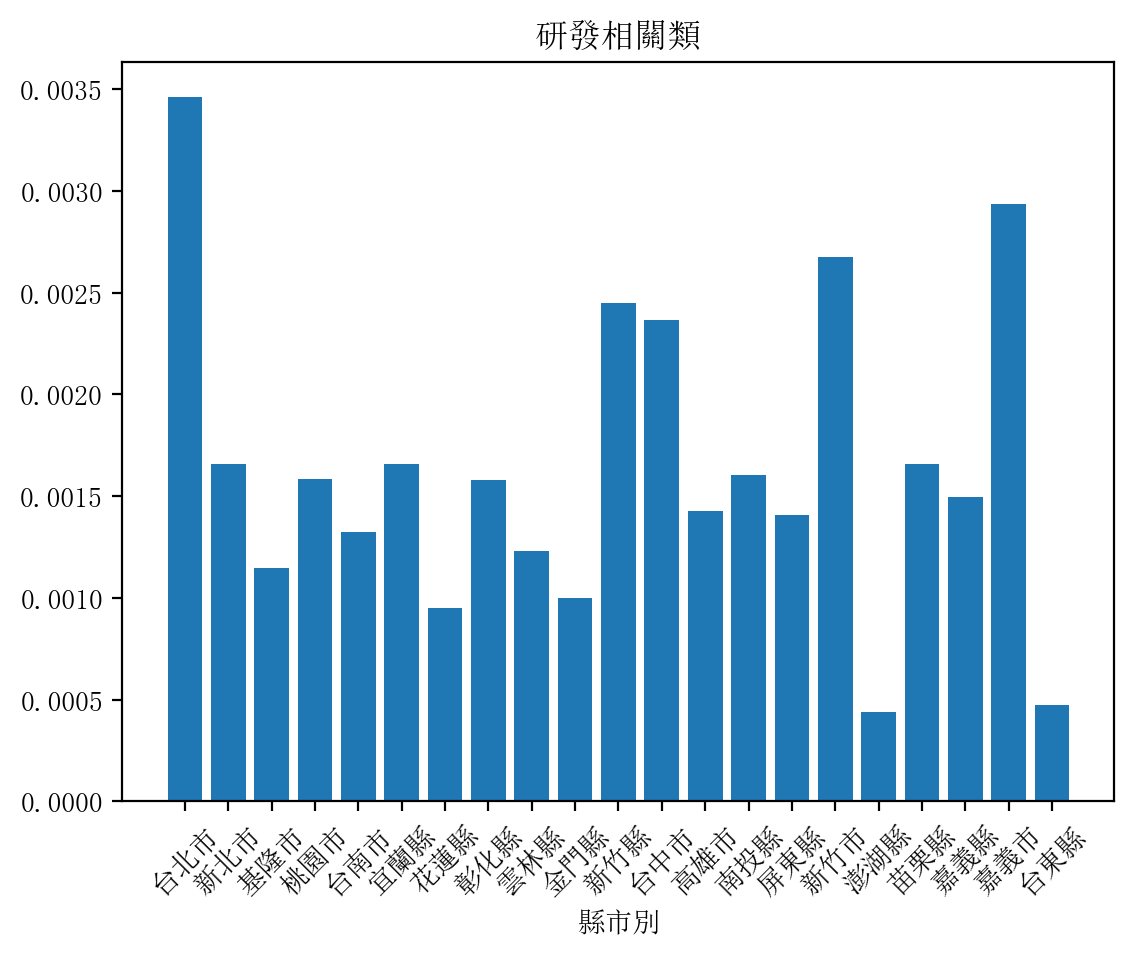 研發相關類
0.0035
0.0030
0.0025
0.0020
0.0015
0.0010
0.0005
0.0000
台北市
新北市
基隆市
桃園市
台南市
宜蘭縣
花蓮縣
彰化縣
雲林縣
金門縣
新竹縣
台中市
高雄市
南投縣
屏東縣
新竹市
澎湖縣
苗栗縣
嘉義縣
嘉義市
台東縣
縣市別